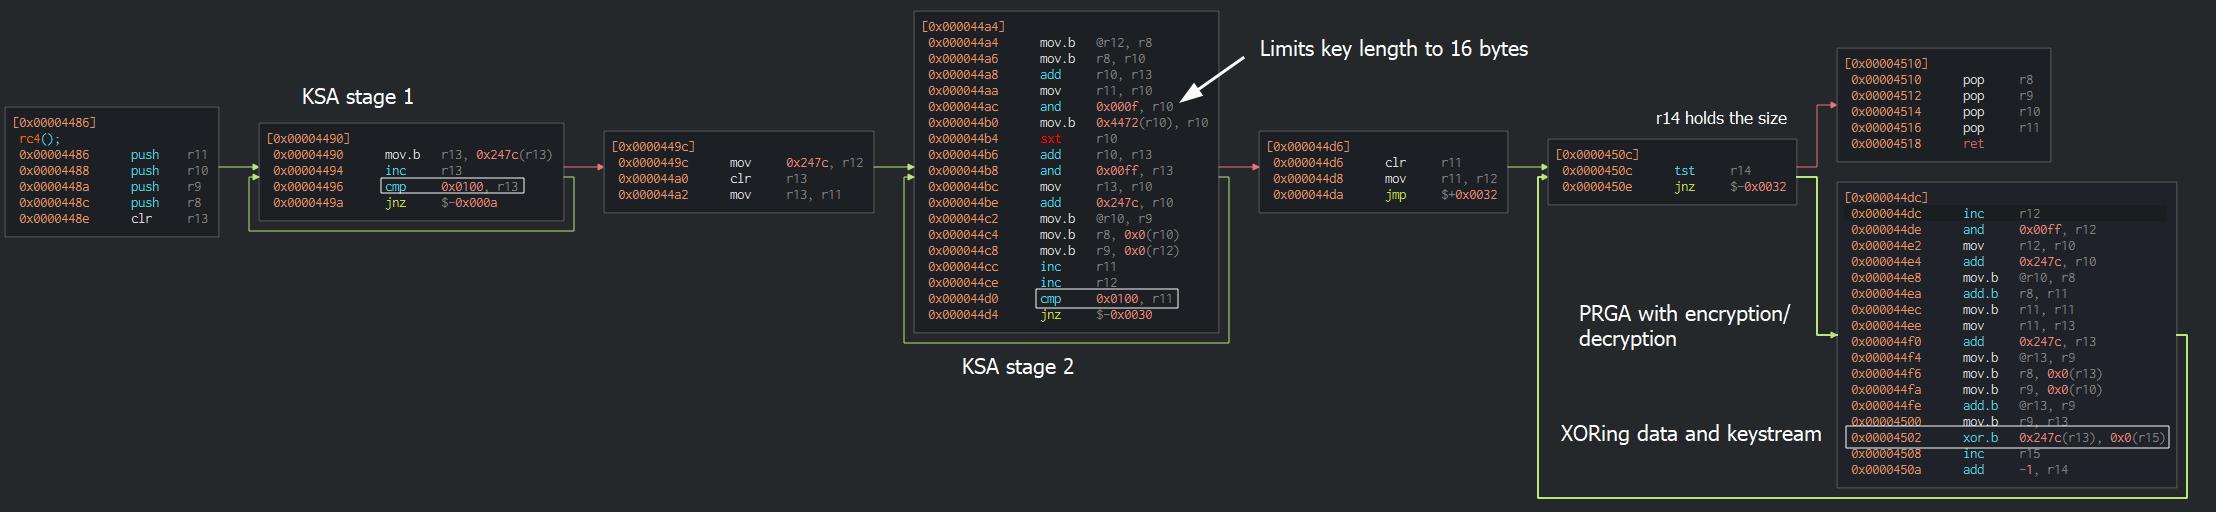 [0x00004486]
rc4();
0x00004486 push r11
0x00004488 push r10
0x0000448a push r9
0x0000448c push r8
0x0000448e clr r13
KSA stage 1
[0x00004490]
0x00004490 mov.b r13, 0x247c(r13)
0x00004494 inc r13
0x00004496 cmp 0x0100, r13
0x0000449a jnz $-0x000a
[0x0000449c]
0x0000449c mov 0x247c, r12
0x000044a0 clr r13
0x000044a2 mov r13, r11
[0x000044a4]
0x000044a4 mov.b @r12, r8
0x000044a6 mov.b r8, r10
0x000044a8 add r10, r13
0x000044aa mov r11, r10
0x000044ac and 0x000f, r10
0x000044b0 mov.b 0x4472(r10), r10
0x000044b4 sxt r10
0x000044b6 add r10, r13
0x000044b8 and 0x00ff, r13
0x000044bc mov r13, r10
0x000044be add 0x247c, r10
0x000044c2 mov.b @r10, r9
0x000044c4 mov.b r8, 0x0(r10)
0x000044c8 mov.b r9, 0x0(r12)
0x000044cc inc r11
0x000044ce inc r12
0x000044d0 cmp 0x0100, r11
0x000044d4 jnz $-0x0030
KSA stage 2
Limits key length to 16 bytes
[0x000044d6]
0x000044d6 clr r11
0x000044d8 mov r11, r12
0x000044da jmp $+0x0032
r14 holds the size
[0x0000450c]
0x0000450c tst r14
0x0000450e jnz $-0x0032
[0x00004510]
0x00004510 pop r8
0x00004512 pop r9
0x00004514 pop r10
0x00004516 pop r11
0x00004518 ret
PRGA with encryption/
decryption
XORing data and keystream
[0x000044dc]
0x000044dc inc r12
0x000044de and 0x00ff, r12
0x000044e2 mov r12, r10
0x000044e4 add 0x247c, r10
0x000044e8 mov.b @r10, r8
0x000044ea add.b r8, r11
0x000044ec mov.b r11, r11
0x000044ee mov r11, r13
0x000044f0 add 0x247c, r13
0x000044f4 mov.b @r13, r9
0x000044f6 mov.b r8, 0x0(r13)
0x000044fa mov.b r9, 0x0(r10)
0x000044fe add.b @r13, r9
0x00004500 mov.b r9, r13
0x00004502 xor.b 0x247c(r13), 0x0(r15)
0x00004508 inc r15
0x0000450a add -1, r14